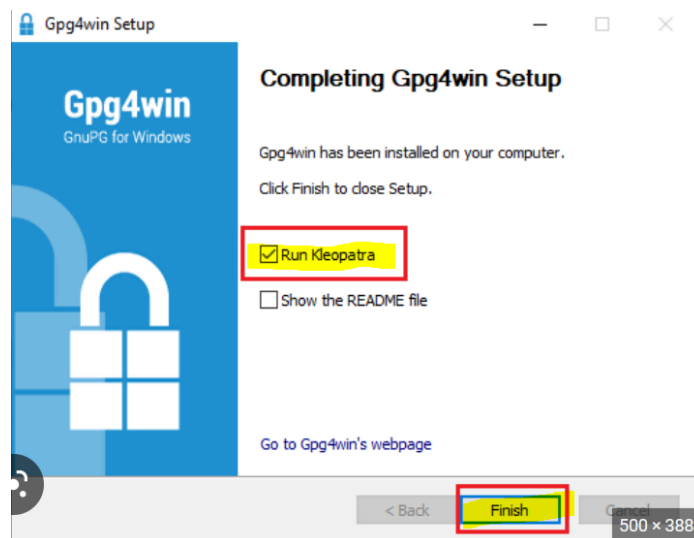 Gpg4win Setup
Completing Gpg4win Setup
Gpg4win
GnuPG for Windows
Gpg4win has been installed on your computer.
Click Finish to close Setup.
Run Kleopatra
Show the README file
Go to Gpg4win's webpage
< Back
Finish
Cancel
500 × 388